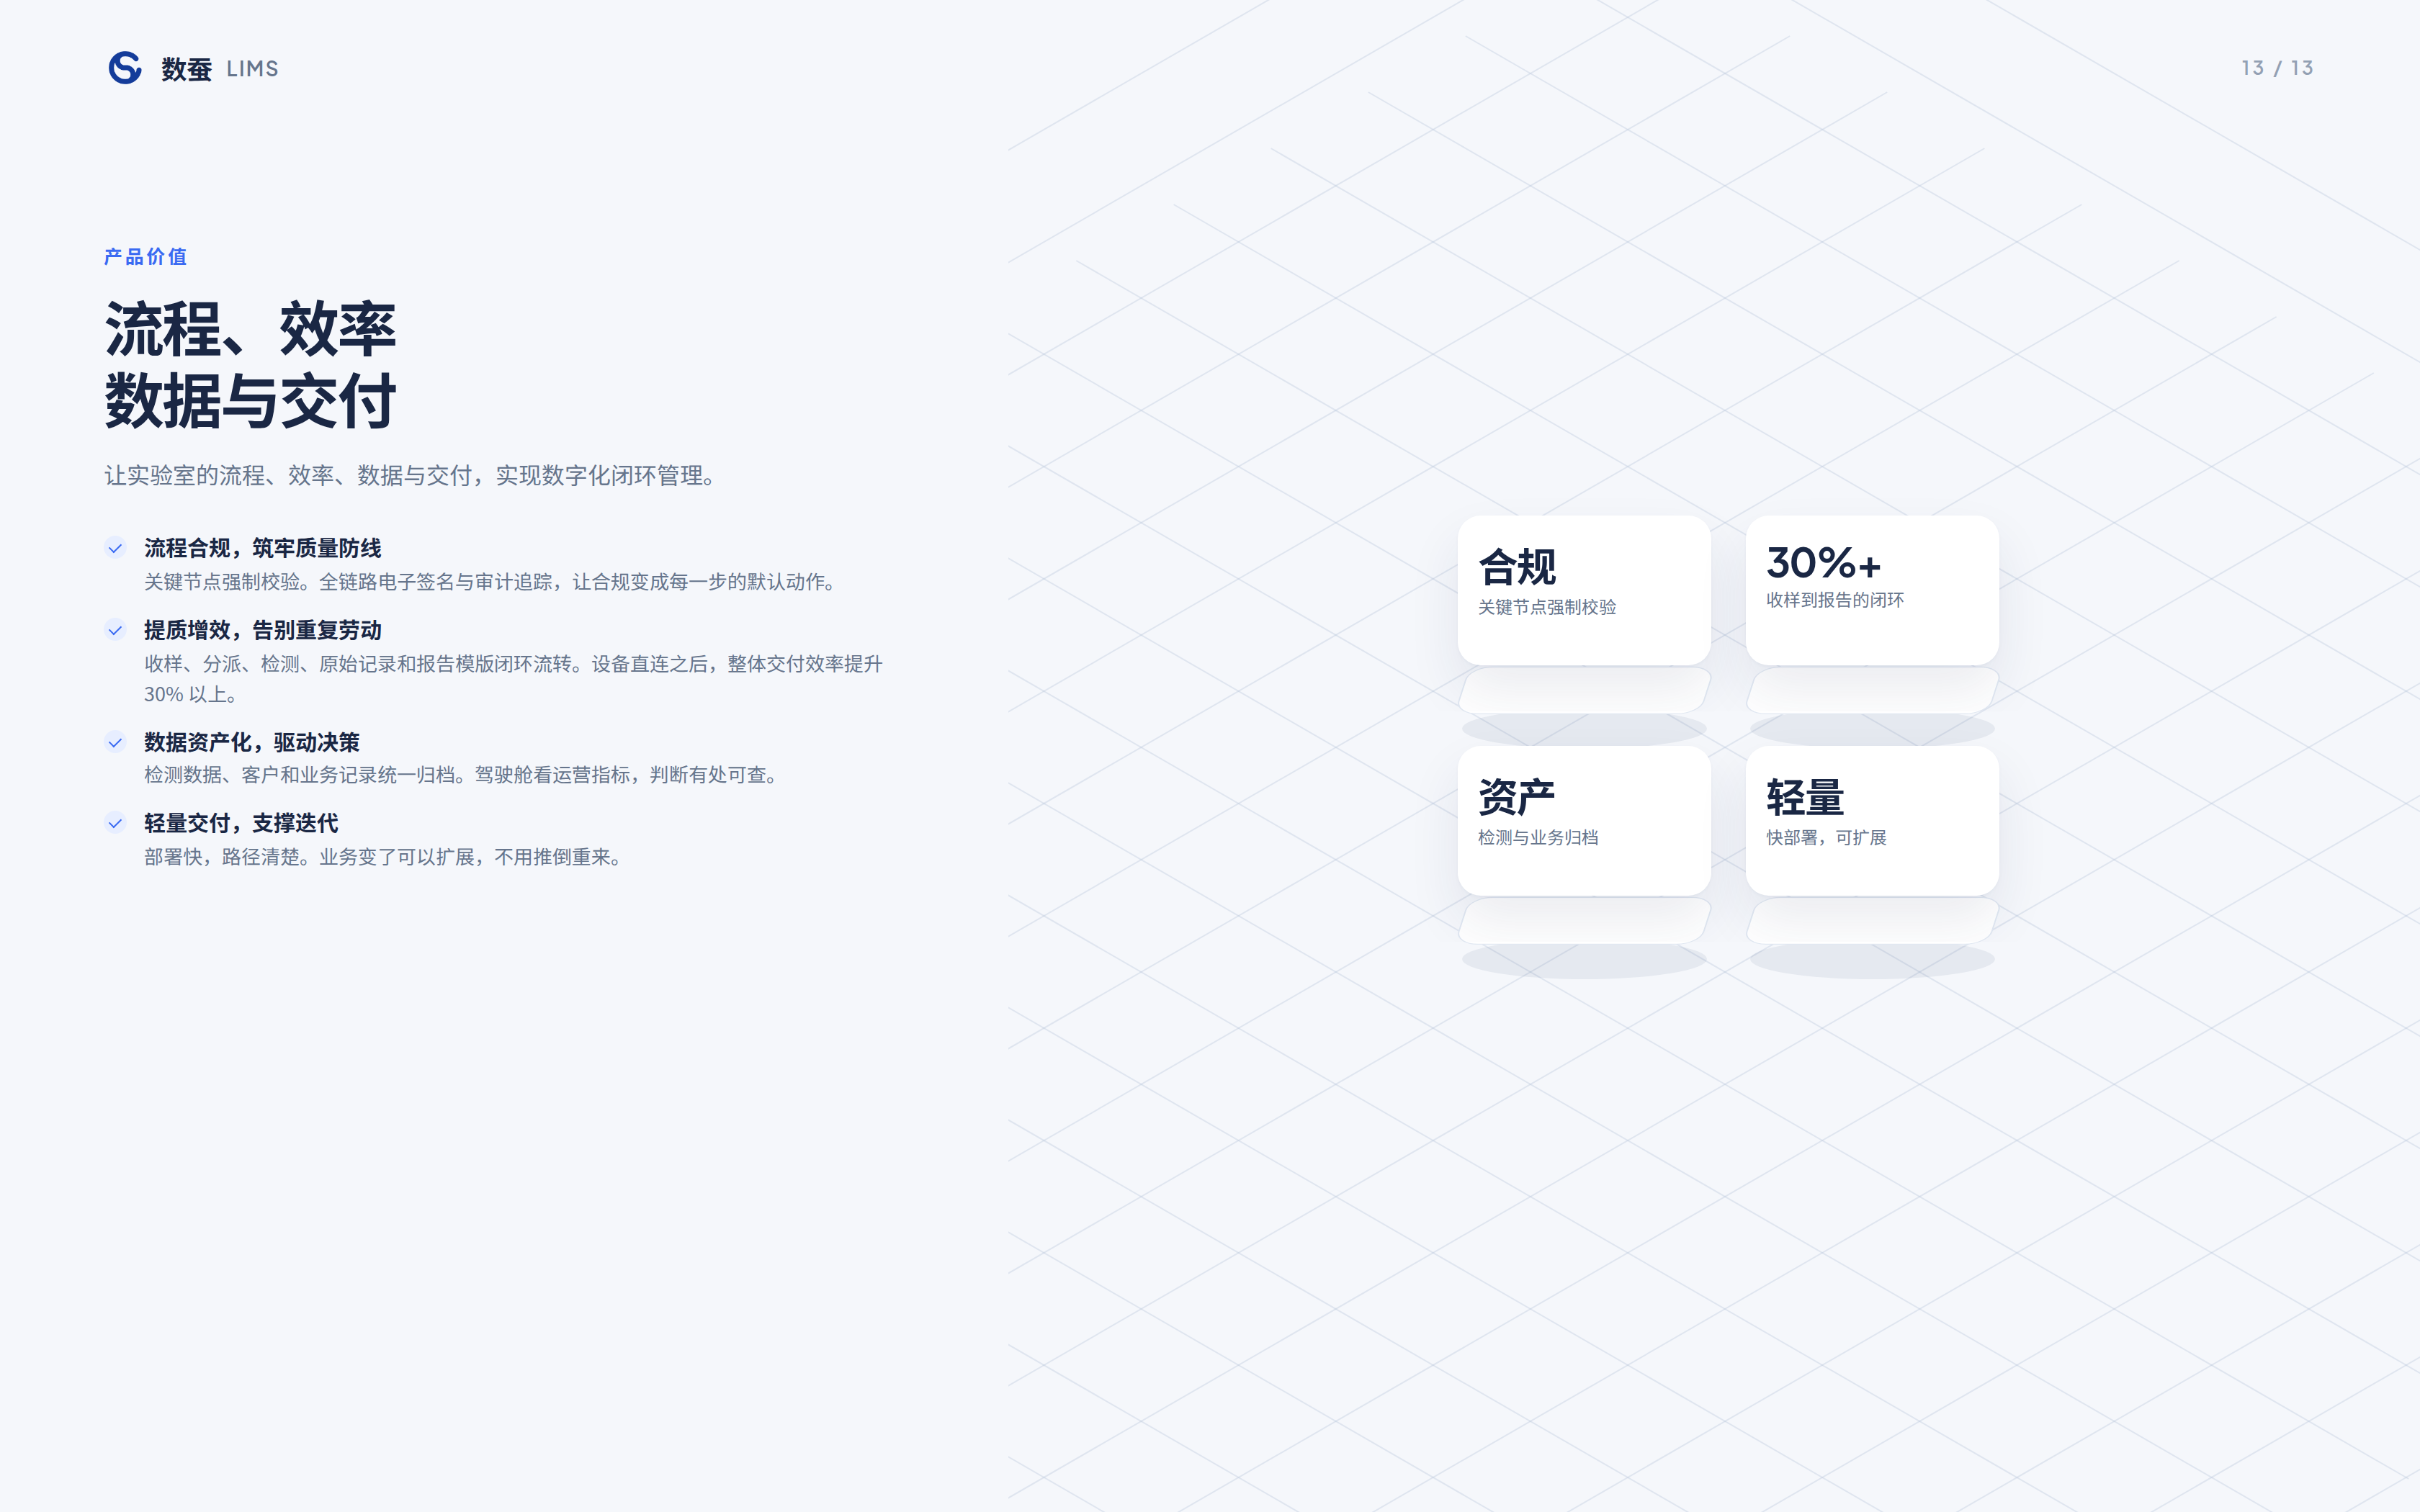 数蚕 LIMS
13 / 13
产品价值
流程、效率
数据与交付
让实验室的流程、效率、数据与交付，实现数字化闭环管理。
流程合规，筑牢质量防线
关键节点强制校验。全链路电子签名与审计追踪，让合规变成每一步的默认动作。
提质增效，告别重复劳动
收样、分派、检测、原始记录和报告模版闭环流转。设备直连之后，整体交付效率提升
30% 以上。
数据资产化，驱动决策
检测数据、客户和业务记录统一归档。驾驶舱看运营指标，判断有处可查。
轻量交付，支撑迭代
部署快，路径清楚。业务变了可以扩展，不用推倒重来。
合规
关键节点强制校验
30%+
收样到报告的闭环
资产
检测与业务归档
轻量
快部署，可扩展